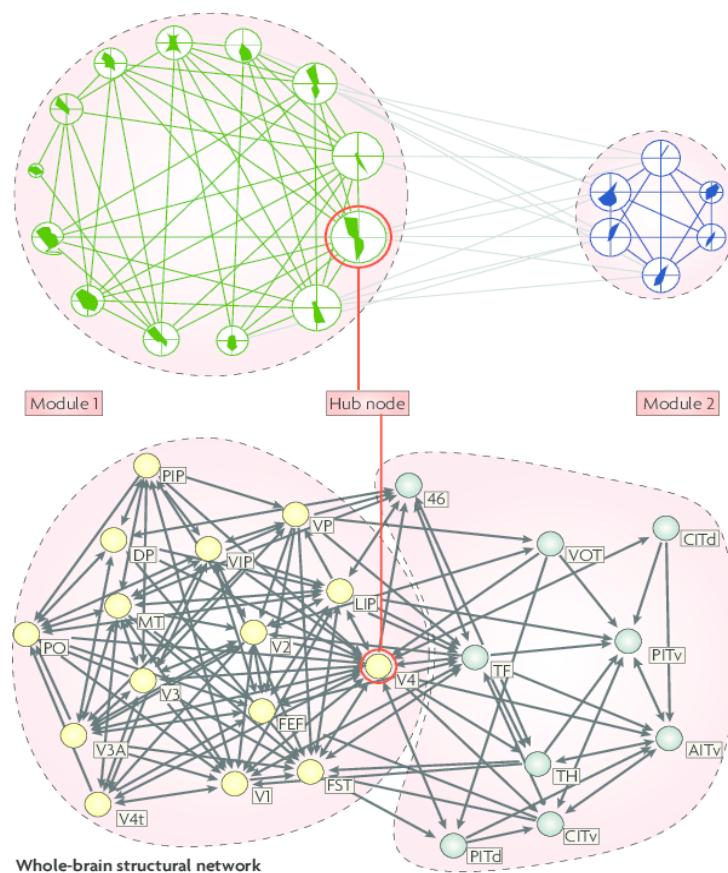 Module 1
Hub node
Module 2
PIP
46
VP
CITd
DP
VIP
VOT
LIP
MT
PO
V2
PITv
V4
TF
V3
FEF
V3A
AITv
TH
V1
FST
V4t
CITv
PITd
Whole-brain structural network